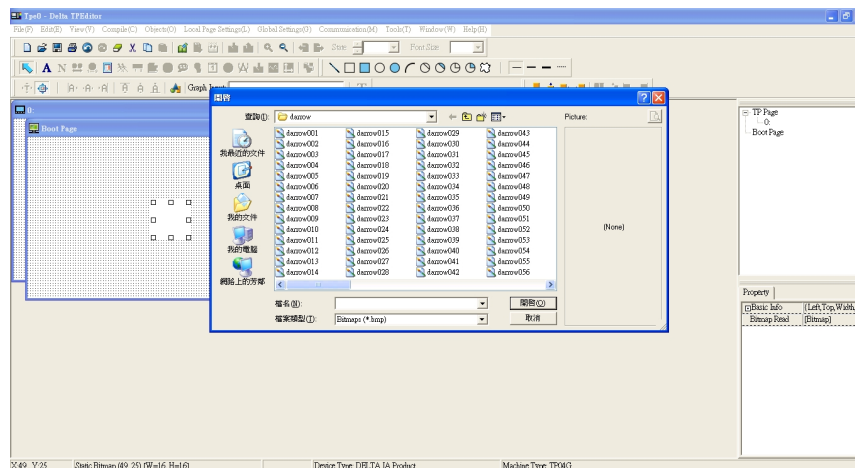 Tpe0 - Delta TPEditor
File(F) Edit(E) View(V) Compile(C) Objects(O) Local Page Settings(L) Global Settings(G) Communication(M) Tools(T) Window(W) Help(H)
State
Font Size
Graph Input
0:
Boot Page
開啓
查詢(I):
darrow
Picture:
我最近的文件
桌面
我的文件
我的電腦
網路上的芳鄰
darrow001 darrow015 darrow029 darrow043
darrow002 darrow016 darrow030 darrow044
darrow003 darrow017 darrow031 darrow045
darrow004 darrow018 darrow032 darrow046
darrow005 darrow019 darrow033 darrow047
darrow006 darrow020 darrow034 darrow048
darrow007 darrow021 darrow035 darrow049
darrow008 darrow022 darrow036 darrow050
darrow009 darrow023 darrow037 darrow051
darrow010 darrow024 darrow038 darrow052
darrow011 darrow025 darrow039 darrow053
darrow012 darrow026 darrow040 darrow054
darrow013 darrow027 darrow041 darrow055
darrow014 darrow028 darrow042 darrow056
(None)
檔名(N):
開啓(O)
檔案類型(T):
Bitmaps (*.bmp)
取消
TP Page
0:
Boot Page
Property
Basic Info [Left,Top,Width,
Bitmap Read [Bitmap]
X:49 Y:25 Static Bitmap (49, 25) [W=16, H=16] Device Type: DELTA IA Product Machine Type: TP04G